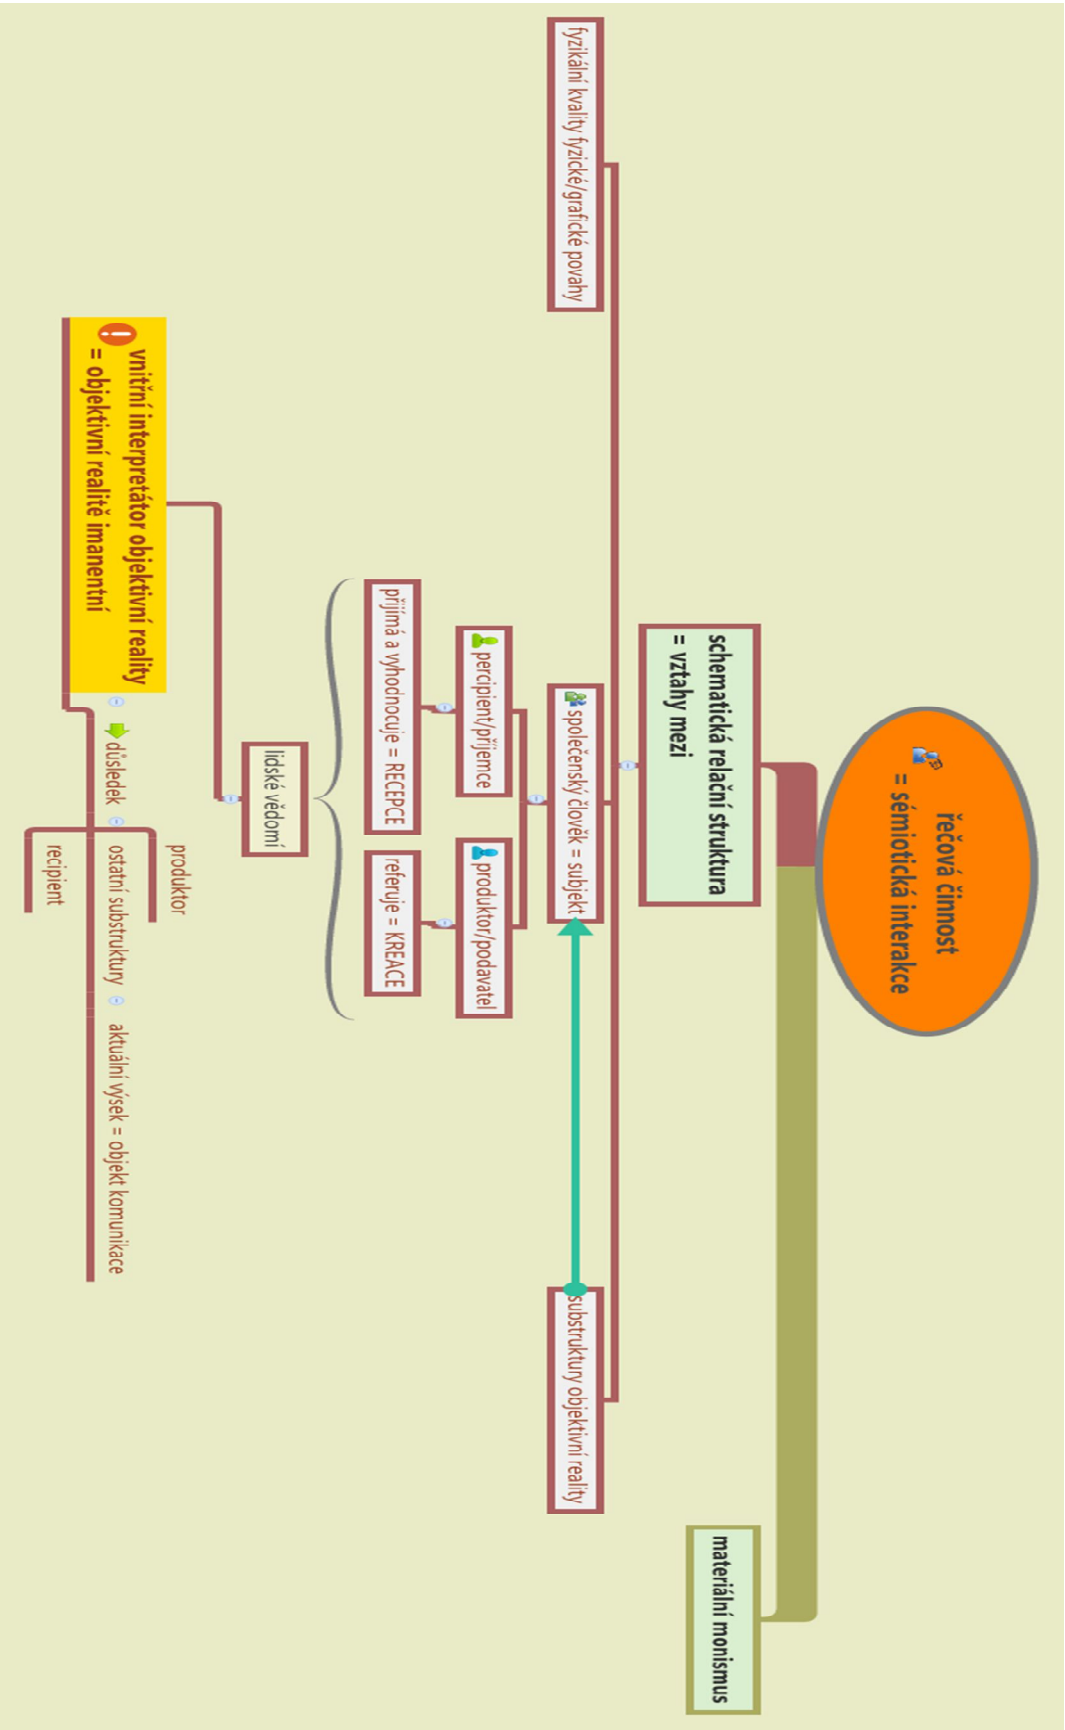 řečová činnost
= sémiotická interakce
schematická relační struktura
= vztahy mezi
materiální monismus
fyzikální kvality fyzické/grafické povahy
společenský člověk = subjekt
substruktury objektivní reality
percipient/příjemce
produktor/podavatel
přijímá a vyhodnocuje = RECEPCE
referuje = KREACE
lidské vědomí
vnitřní interpretátor objektivní reality
= objektivní realitě imanentní
důsledek
produktor
ostatní substruktury
aktuální výsek = objekt komunikace
recipient